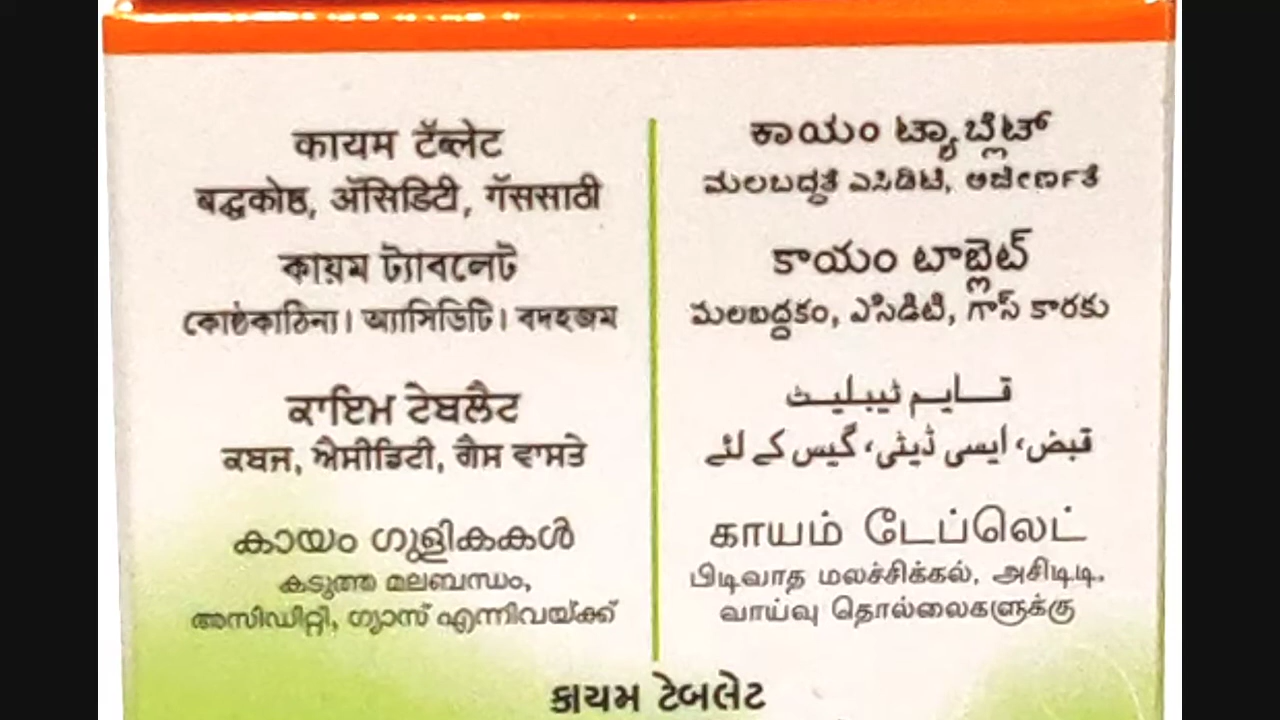 कायम टॅब्लेट
बद्धकोष्ठ, ॲसिडिटी, गॅससाठी
কায়ম ট্যাবলেট
কোষ্ঠকাঠিন্য। অ্যাসিডিটি। বদহজম
ਕਾਇਮ ਟੇਬਲੈਟ
ਕਬਜ, ਐਸੀਡਿਟੀ, ਗੈਸ ਵਾਸਤੇ
കായം ഗുളികകൾ
കടുത്ത മലബന്ധം,
അസിഡിറ്റി, ഗ്യാസ് എന്നിവയ്ക്ക്
ಕಾಯಂ ಟ್ಯಾಬ್ಲೆಟ್
ಮಲಬದ್ಧತೆ ಎಸಿಡಿಟಿ, ಅಜೀರ್ಣತೆ
కాయం టాబ్లెట్
మలబద్ధకం, ఎసిడిటి, గాస్ కొరకు
قایم ٹیبلیٹ
قبض، ایسی ڈیٹی، گیس کے لئے
காயம் டேப்லெட்
பிடிவாத மலச்சிக்கல், அசிடிடி,
வாய்வு தொல்லைகளுக்கு
કાયમ ટેબલેટ